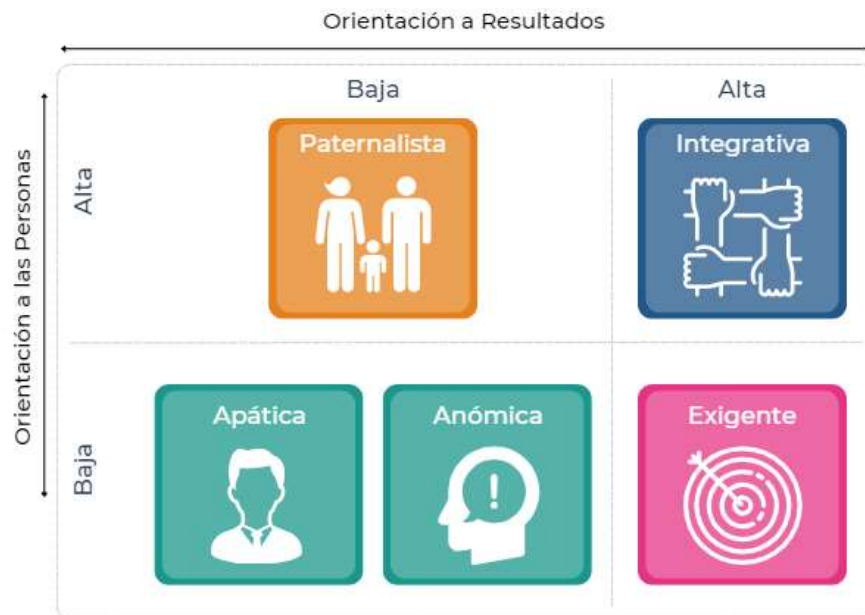 Orientación a Resultados
Baja
Alta
Orientación a las Personas
Alta
Paternalista
Integrativa
Baja
Apática
Anómica
!
Exigente